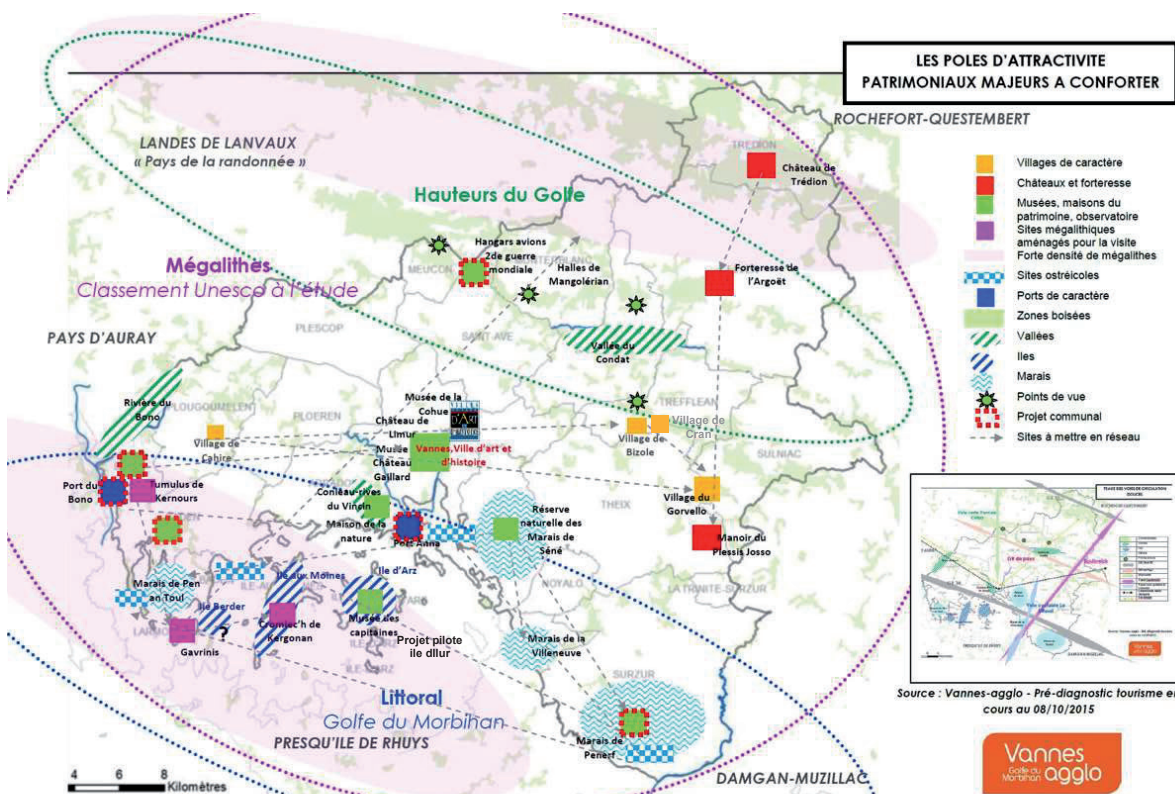 LES POLES D'ATTRACTIVITE
PATRIMONIAUX MAJEURS A CONFORTER
ROCHEFORT-QUESTEMBERT
LANDES DE LANVAUX
« Pays de la randonnée »
TREDION
Château de
Trédion
Hauteurs du Golfe
Hangars avions
2de guerre
mondiale
MEUCON
Halles de
Mangolérian
Forteresse de
l'Argoët
Mégalithes
Classement Unesco à l'étude
PLESCOP
SAINT-AVE
PAYS D'AURAY
Vallée du
Condat
Rivière du
Bono
PLOUGOUMELEN
PLOEREN
Musée de la
Cohue
VILLE
D'ART
Château de
Limur
Musée
Château
Gaillard
Vannes,Ville d'art et
d'histoire
TREFFLEAN
Village de
Cahire
Village de
Bizole
Village de
Cran
SULNIAC
Port du
Bono
Tumulus de
Kernours
Conleau-rives
du Vincin
Maison de la
nature
Port Anna
Réserve
naturelle des
Marais de
Séné
THEIX
Village du
Gorvello
Manoir du
Plessis Josso
Marais de Pen
an Toul
Ile aux Moines
Ile d'Arz
NOYALO
LA TRINITE-SURZUR
Ile Berder
?
Cromlec'h de
Kergonan
Musée des
capitaines
Gavrinis
Projet pilote
ile dllur
Marais de la
Villeneuve
SURZUR
Littoral
Golfe du Morbihan
PRESQU'ILE DE RHUYS
Marais de
Penerf
DAMGAN-MUZILLAC
4 6 8
Kilomètres
Villages de caractère
Châteaux et forteresse
Musées, maisons du
patrimoine, observatoire
Sites mégalithiques
aménagés pour la visite
Forte densité de mégalithes
Sites ostréicoles
Ports de caractère
Zones boisées
Vallées
Iles
Marais
Points de vue
Projet communal
Sites à mettre en réseau
Source : Vannes-agglo - Pré-diagnostic tourisme en
cours au 08/10/2015
Vannes
Golfe du
Morbihan
agglo